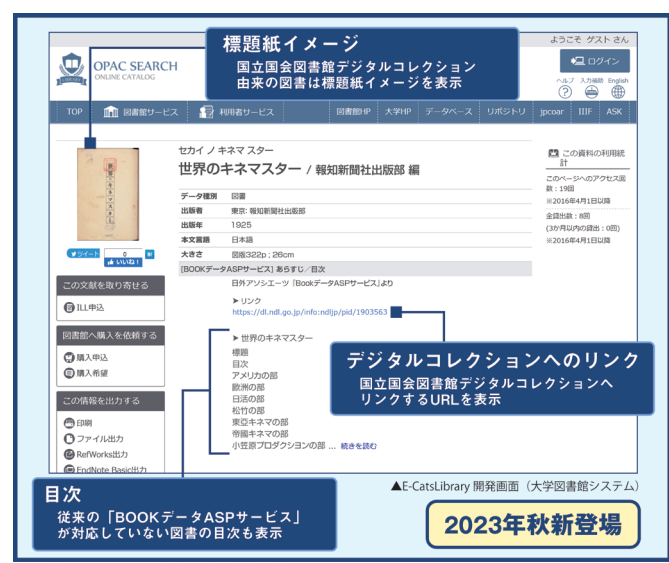 標題紙イメージ
国立国会図書館デジタルコレクション
由来の図書は標題紙イメージを表示
ようこそ ゲスト さん
OPAC SEARCH
ONLINE CATALOG
LIBRARY
ログイン
ヘルプ 入力補助 English
TOP 図書館サービス 利用者サービス 図書館HP 大学HP データベース リポジトリ jpcoar IIIF ASK
セカイ ノ キネマ スター
世界のキネマスター / 報知新聞社出版部 編
データ種別 図書
出版者 東京: 報知新聞社出版部
出版年 1925
本文言語 日本語
大きさ 図版322p ; 26cm
[BOOKデータASPサービス] あらすじ／目次
日外アソシエーツ『BookデータASPサービス』より
➤ リンク
https://dl.ndl.go.jp/info:ndljp/pid/1903563
➤ 世界のキネマスター
標題
目次
アメリカの部
欧洲の部
日活の部
松竹の部
東亞キネマの部
帝國キネマの部
小笠原プロダクションの部 ... 続きを読む
この資料の利用統計
このページへのアクセス回数：19回
※2016年4月1日以降
全貸出数：8回
(3か月以内の貸出：0回)
※2016年4月1日以降
世界のキネマスター
ツイート 0 B!
いいね！
この文献を取り寄せる
ILL申込
図書館へ購入を依頼する
購入申込
購入希望
この情報を出力する
印刷
ファイル出力
RefWorks出力
EndNote Basic出力
デジタルコレクションへのリンク
国立国会図書館デジタルコレクションへ
リンクするURLを表示
目次
従来の「BOOKデータASPサービス」
が対応していない図書の目次も表示
▲E-CatsLibrary 開発画面（大学図書館システム）
2023年秋新登場